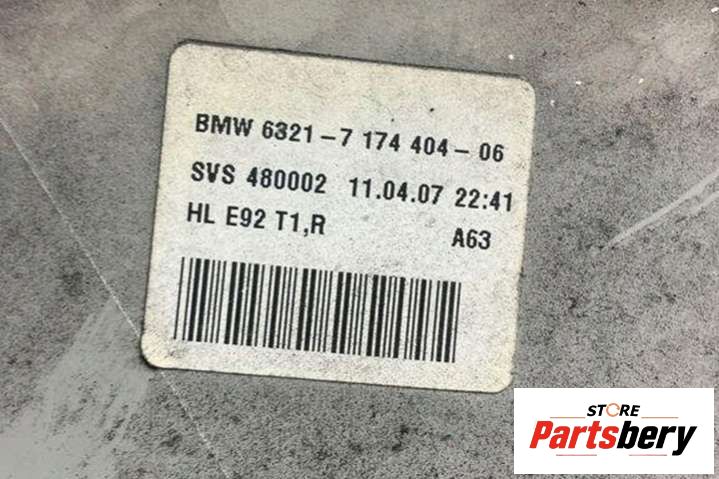 BMW 6321-7 174 404-06
SVS 480002 11.04.07 22:41
HL E92 T1,R A63
STORE
Partsbery